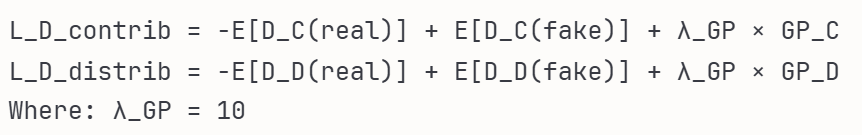 L_D_contrib = -E[D_C(real)] + E[D_C(fake)] + λ_GP × GP_C
L_D_distrib = -E[D_D(real)] + E[D_D(fake)] + λ_GP × GP_D
Where: λ_GP = 10